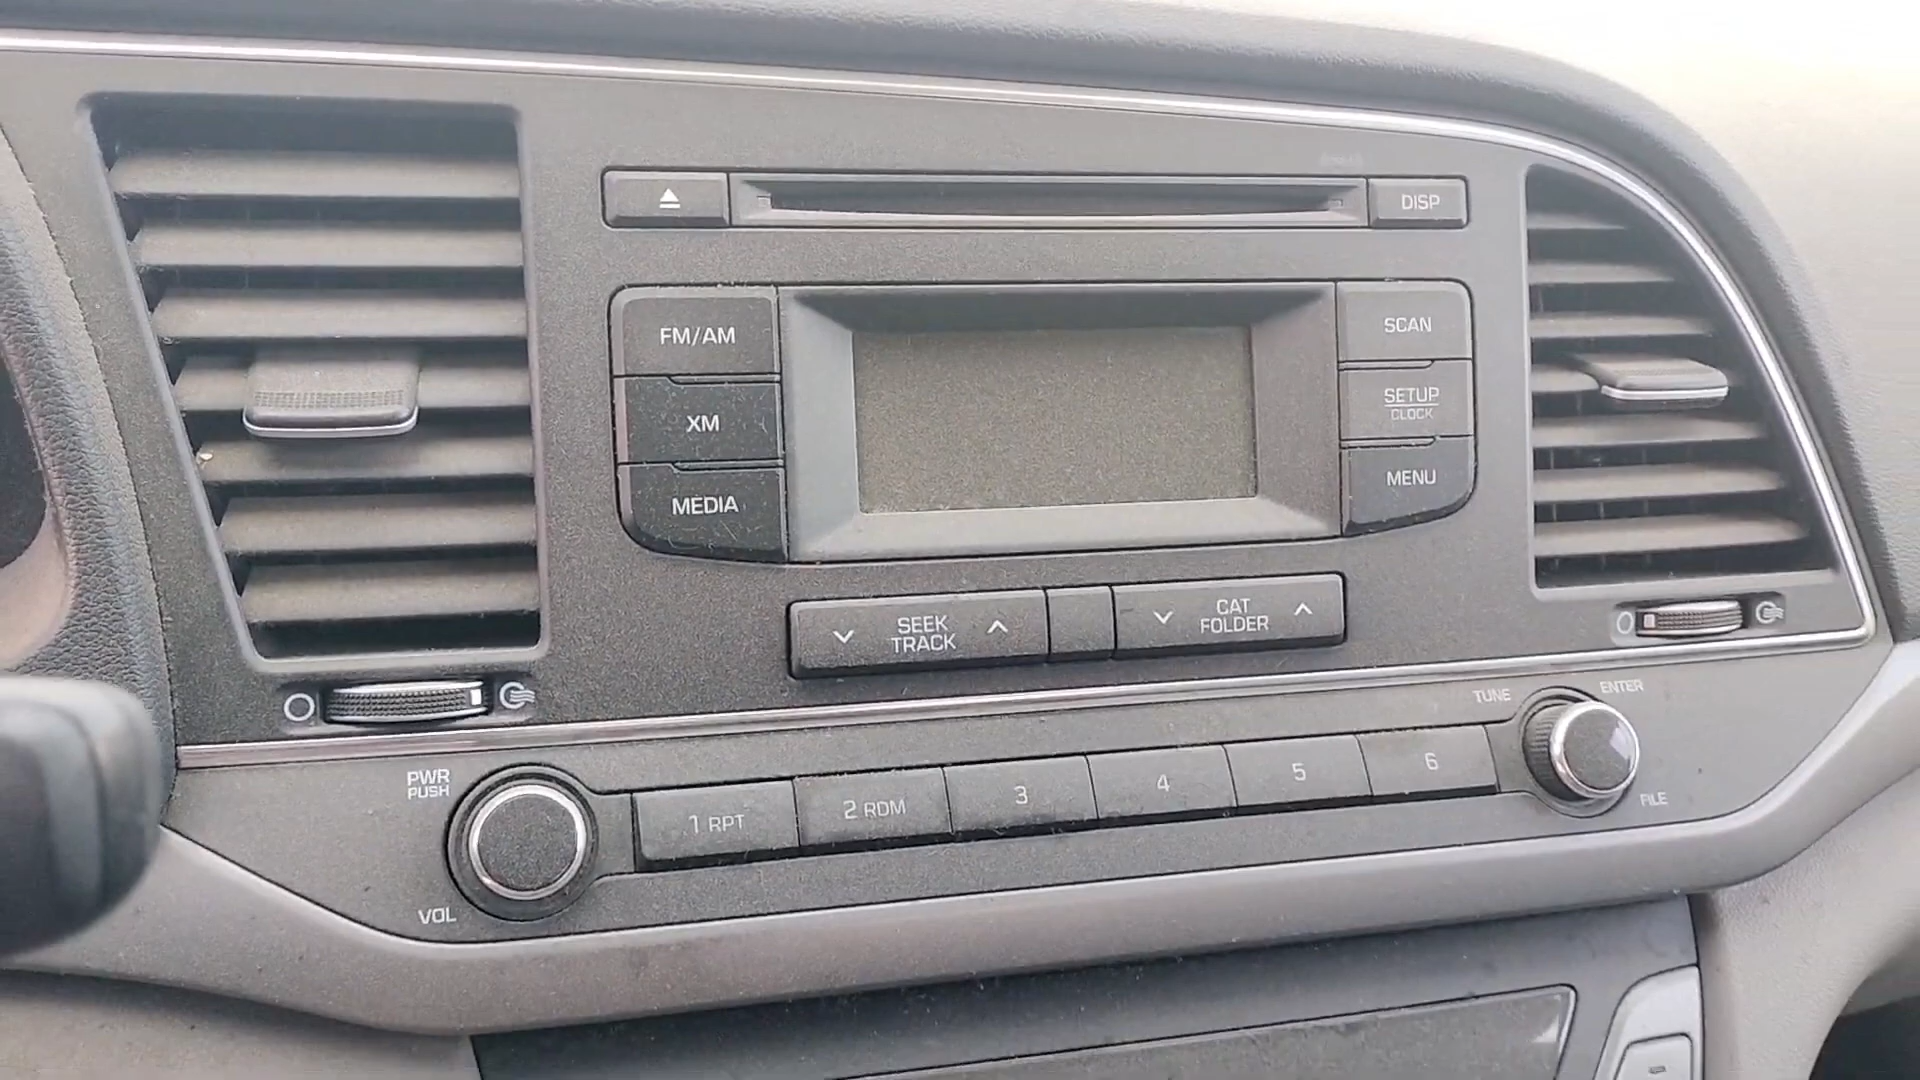 DISP
FM/AM
SCAN
XM
SETUP
CLOCK
MEDIA
MENU
SEEK
TRACK
CAT
FOLDER
TUNE
ENTER
PWR
PUSH
1 RPT
2 RDM
3
4
5
6
FILE
VOL